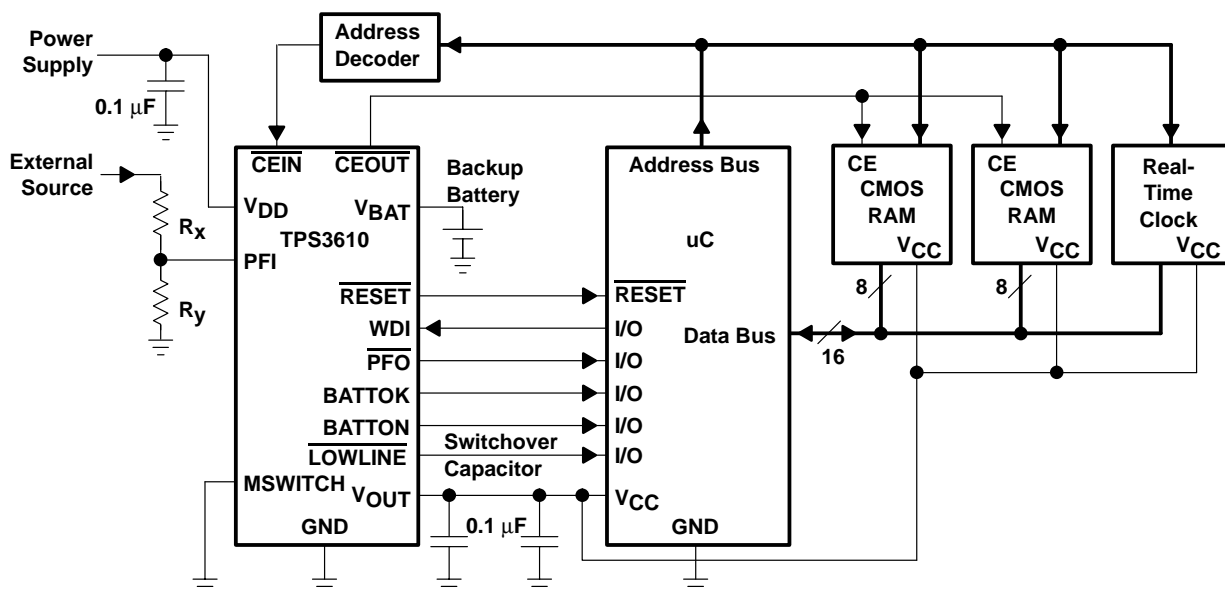 Power
Supply
0.1 μF
Address
Decoder
External
Source
Rx
Ry
CEIN
CEOUT
VDD
VBAT
TPS3610
PFI
RESET
WDI
PFO
BATTOK
BATTON
LOWLINE
MSWITCH
VOUT
GND
Backup
Battery
Switchover
Capacitor
0.1 μF
Address Bus
uC
RESET
I/O
Data Bus
I/O
I/O
I/O
I/O
VCC
GND
16
8
8
CE
CMOS
RAM
VCC
CE
CMOS
RAM
VCC
Real-
Time
Clock
VCC